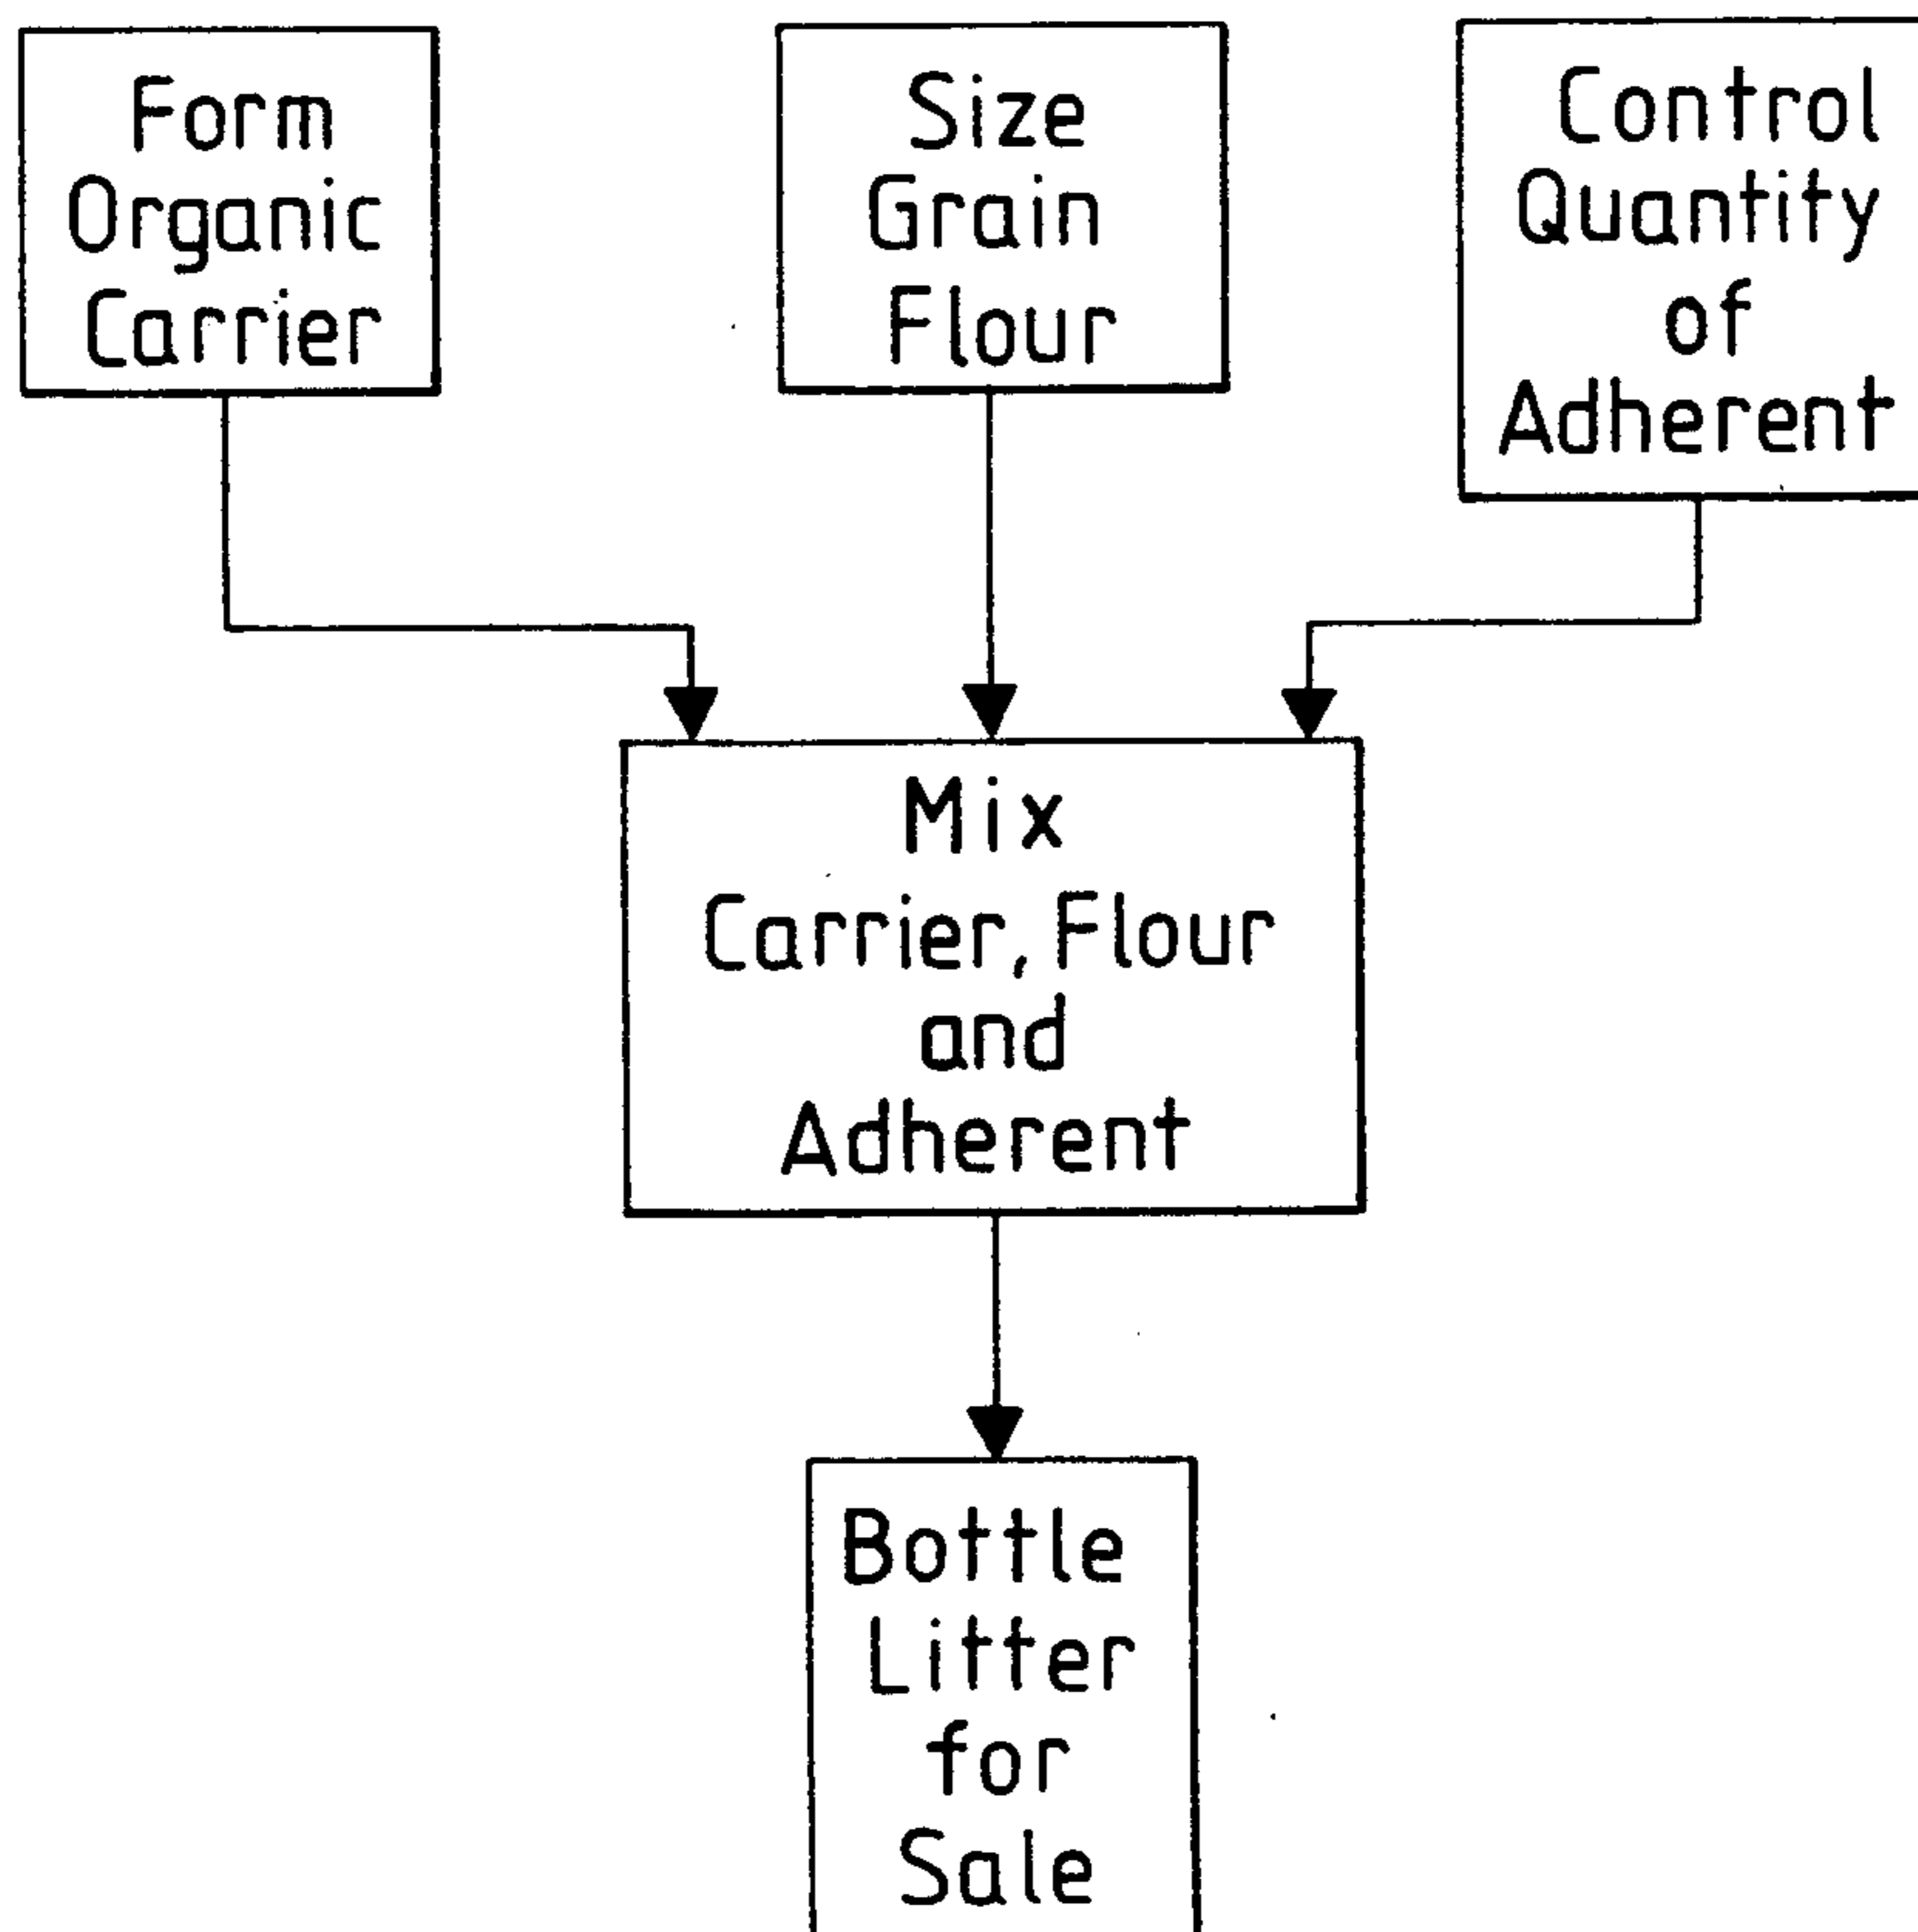 Form
Organic
Carrier
Size
Grain
Flour
Control
Quantity
of
Adherent
Mix
Carrier, Flour
and
Adherent
Bottle
Litter
for
Sale